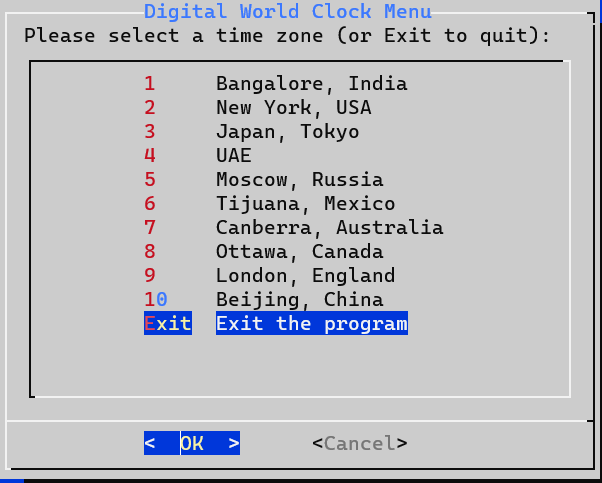 Digital World Clock Menu
Please select a time zone (or Exit to quit):
1 Bangalore, India
2 New York, USA
3 Japan, Tokyo
4 UAE
5 Moscow, Russia
6 Tijuana, Mexico
7 Canberra, Australia
8 Ottawa, Canada
9 London, England
10 Beijing, China
Exit Exit the program
< OK > <Cancel>